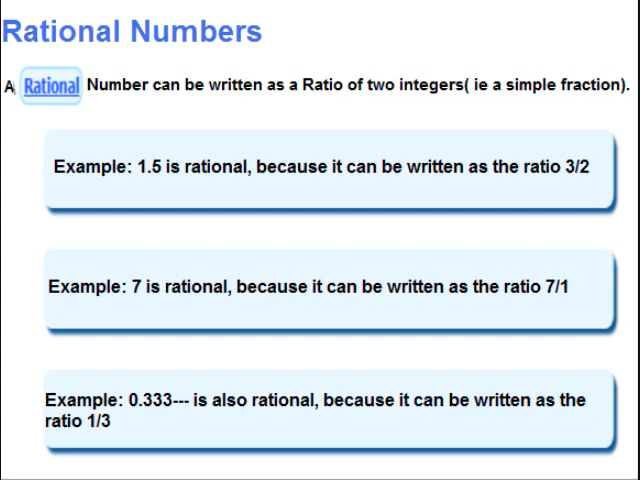 Rational Numbers
A Rational Number can be written as a Ratio of two integers( ie a simple fraction).
Example: 1.5 is rational, because it can be written as the ratio 3/2
Example: 7 is rational, because it can be written as the ratio 7/1
Example: 0.333--- is also rational, because it can be written as the
ratio 1/3